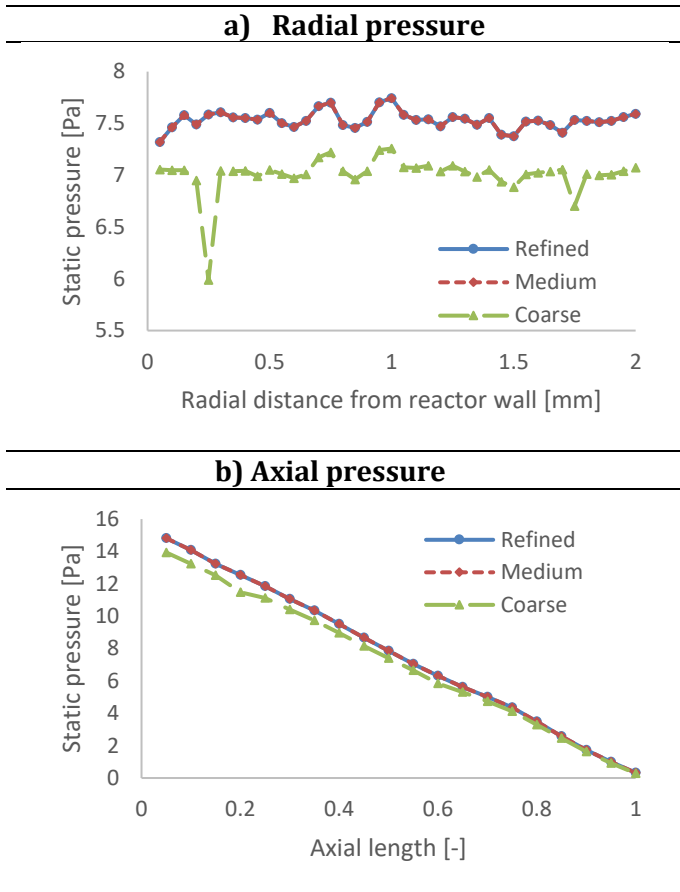 a) Radial pressure
Static pressure [Pa]
8
7.5
7
6.5
6
5.5
Refined
Medium
Coarse
0 0.5 1 1.5 2
Radial distance from reactor wall [mm]
b) Axial pressure
Static pressure [Pa]
16
14
12
10
8
6
4
2
0
Refined
Medium
Coarse
0 0.2 0.4 0.6 0.8 1
Axial length [-]